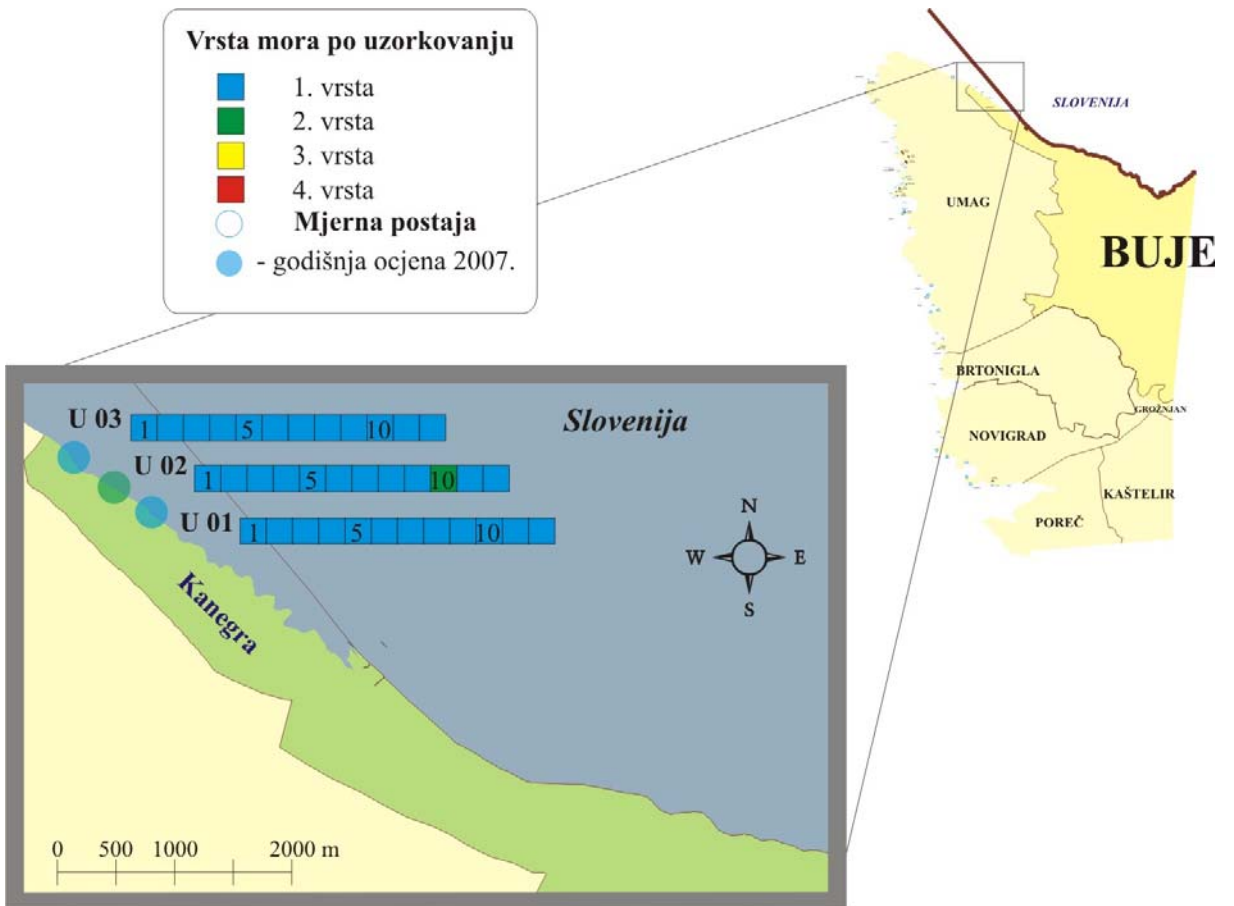 Vrsta mora po uzorkovanju
1. vrsta
2. vrsta
3. vrsta
4. vrsta
Mjerna postaja
- godišnja ocjena 2007.
SLOVENIJA
UMAG
BUJE
BRTONIGLA
GROŽNJAN
NOVIGRAD
KAŠTELIR
POREČ
U 03 1 5 10
Slovenija
U 02 1 5 10
U 01 1 5 10
N
W E
S
Kanegra
0 500 1000 2000 m